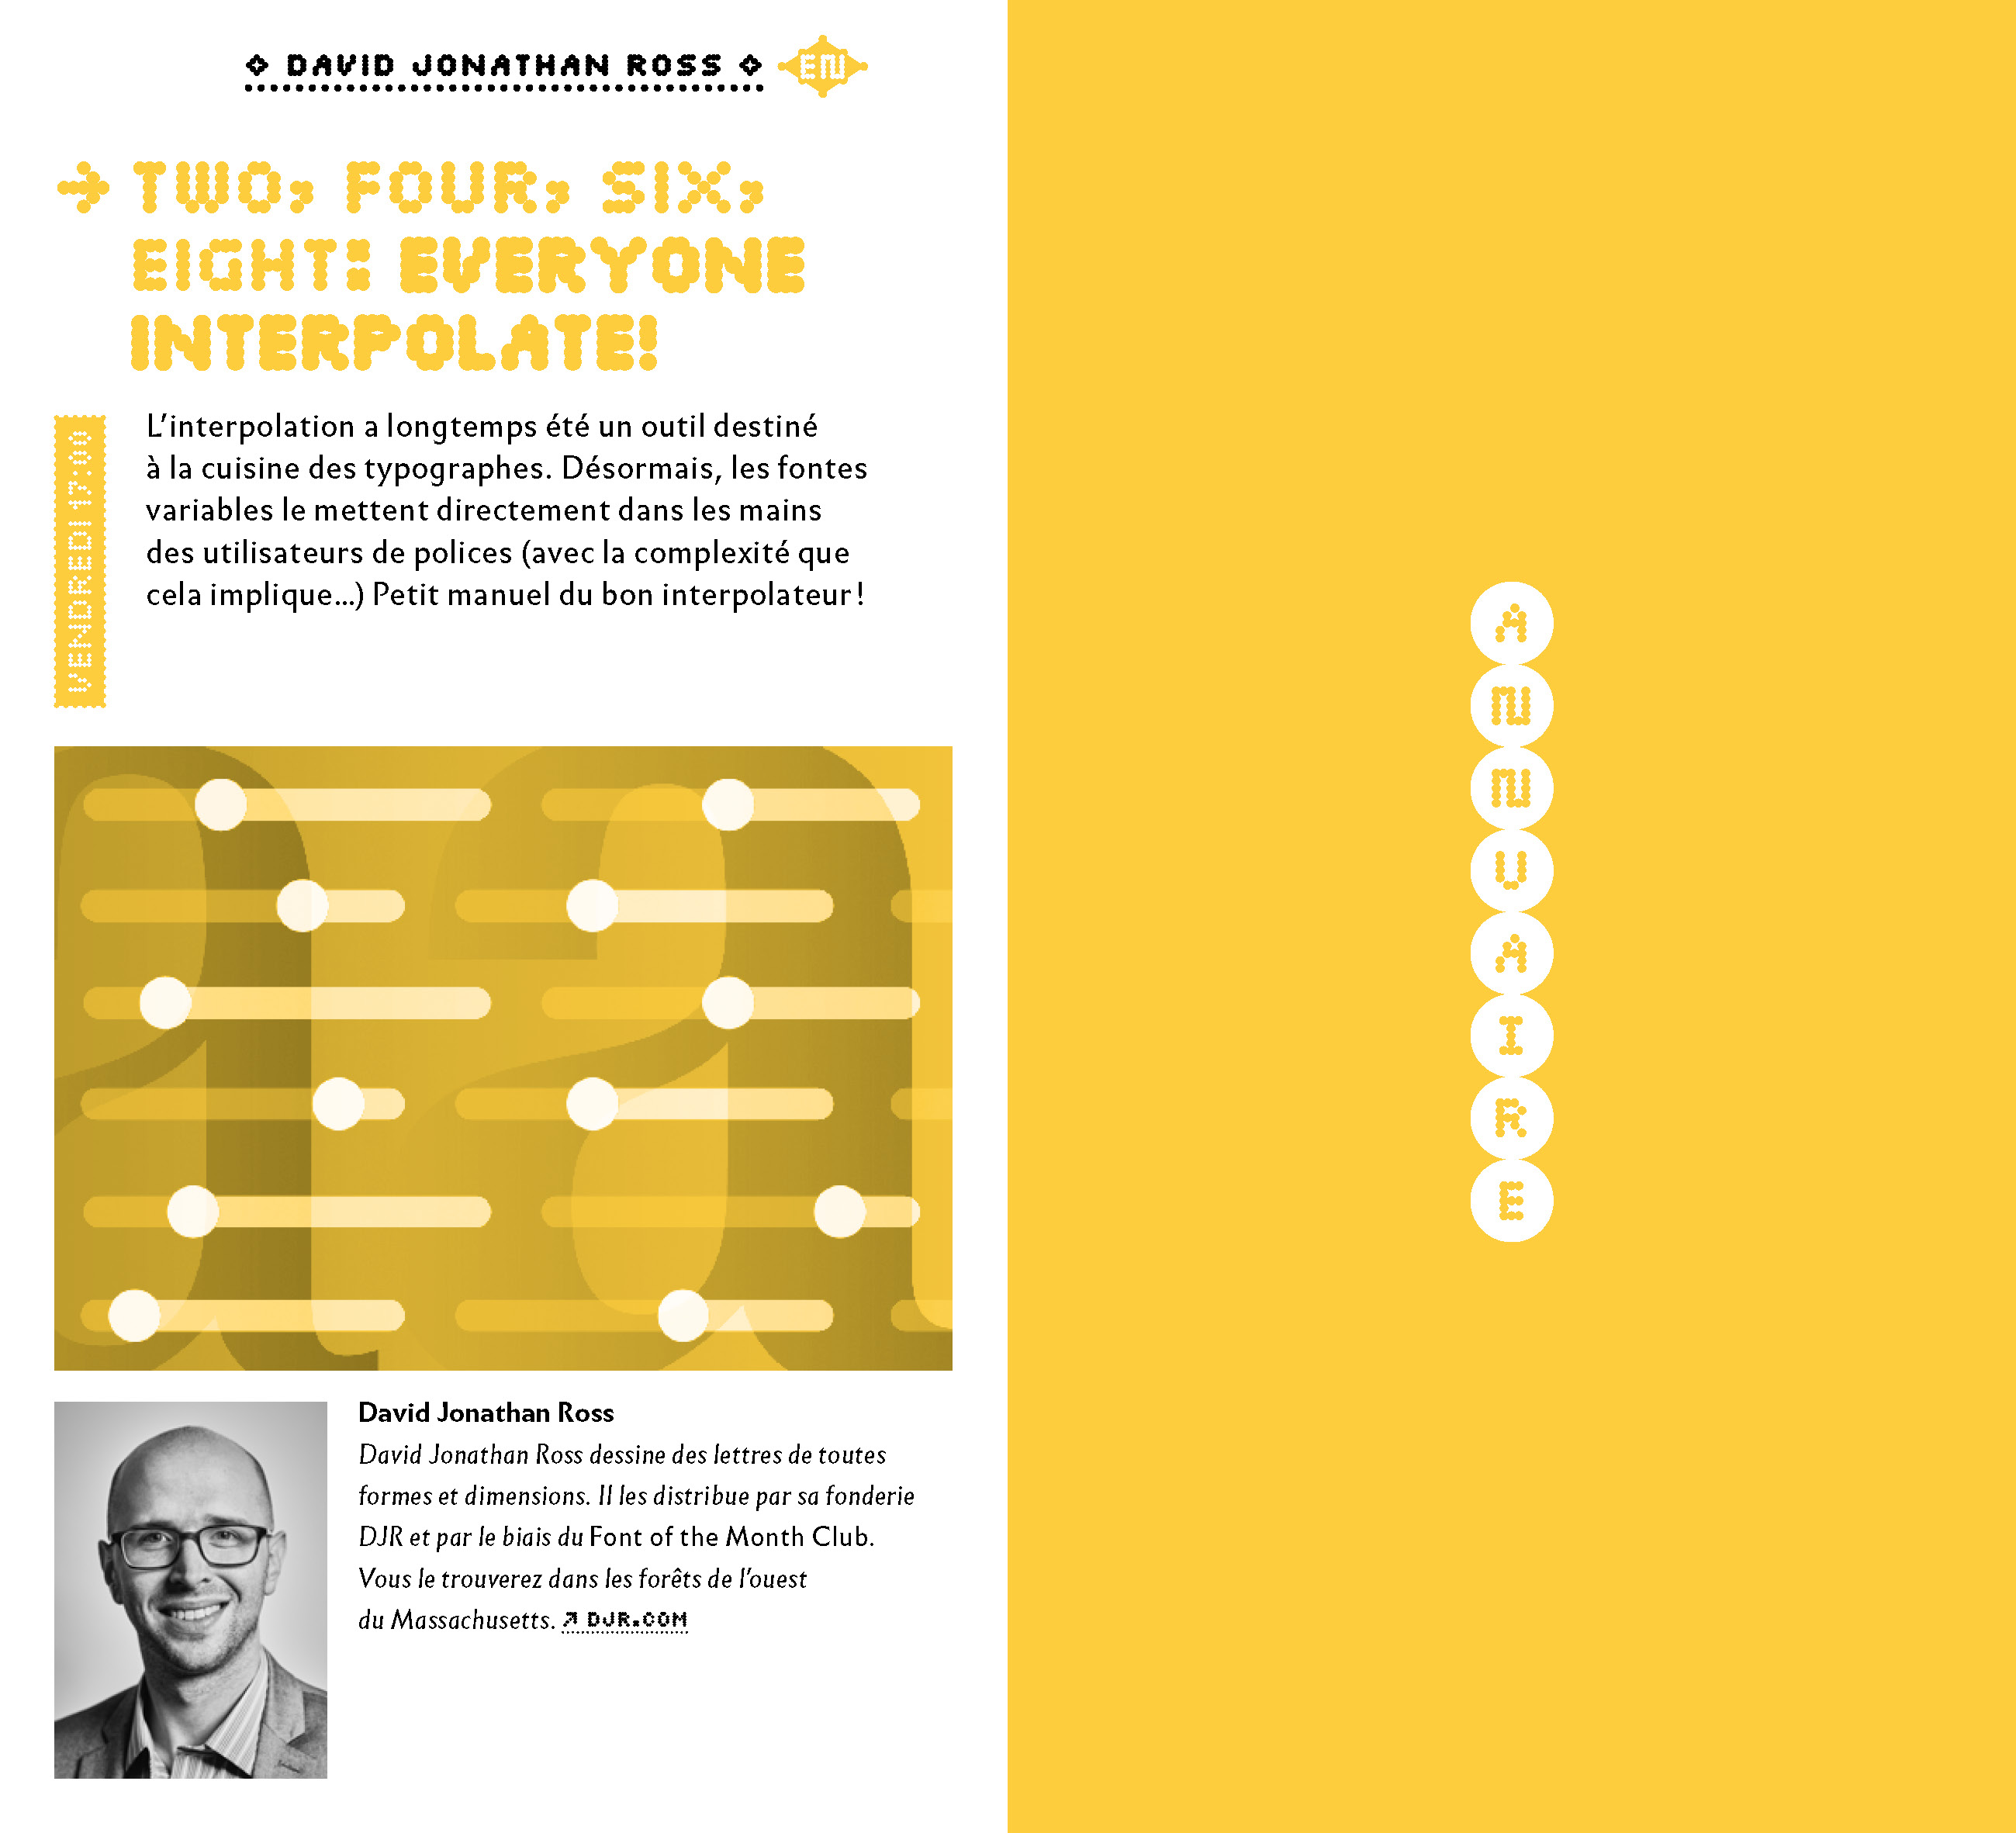 DAVID JONATHAN ROSS
EN
→ TWO, FOUR, SIX,
EIGHT: EVERYONE
INTERPOLATE!
VENDREDI 17:00
L’interpolation a longtemps été un outil destiné
à la cuisine des typographes. Désormais, les fontes
variables le mettent directement dans les mains
des utilisateurs de polices (avec la complexité que
cela implique…) Petit manuel du bon interpolateur !
David Jonathan Ross
David Jonathan Ross dessine des lettres de toutes
formes et dimensions. Il les distribue par sa fonderie
DJR et par le biais du Font of the Month Club.
Vous le trouverez dans les forêts de l’ouest
du Massachusetts. ↗ DJR.COM
ANNUAIRE